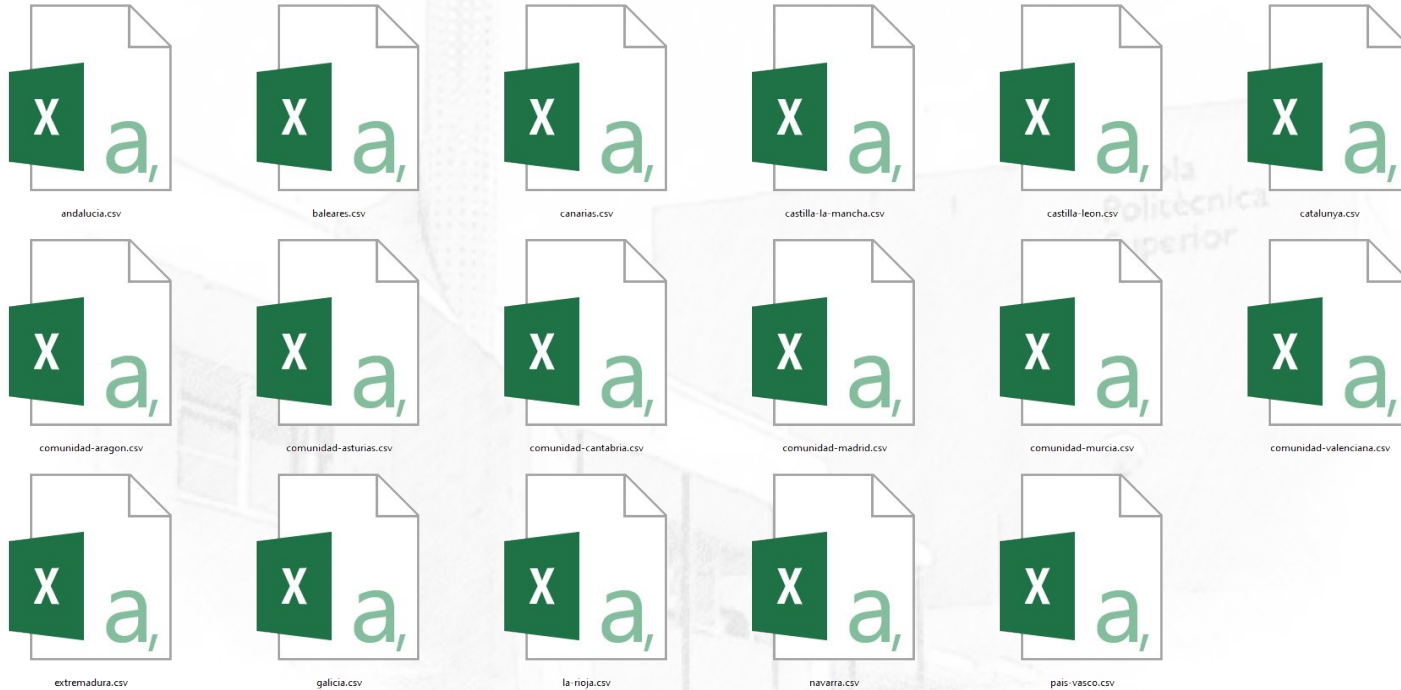 X a,
X a,
X a,
X a,
X a,
X a,
andalucia.csv
baleares.csv
canarias.csv
castilla-la-mancha.csv
castilla-leon.csv
catalunya.csv
Politècnica
Superior
X a,
X a,
X a,
X a,
X a,
X a,
comunidad-aragon.csv
comunidad-asturias.csv
comunidad-cantabria.csv
comunidad-madrid.csv
comunidad-murcia.csv
comunidad-valenciana.csv
X a,
X a,
X a,
X a,
X a,
extremadura.csv
galicia.csv
la-rioja.csv
navarra.csv
pais-vasco.csv